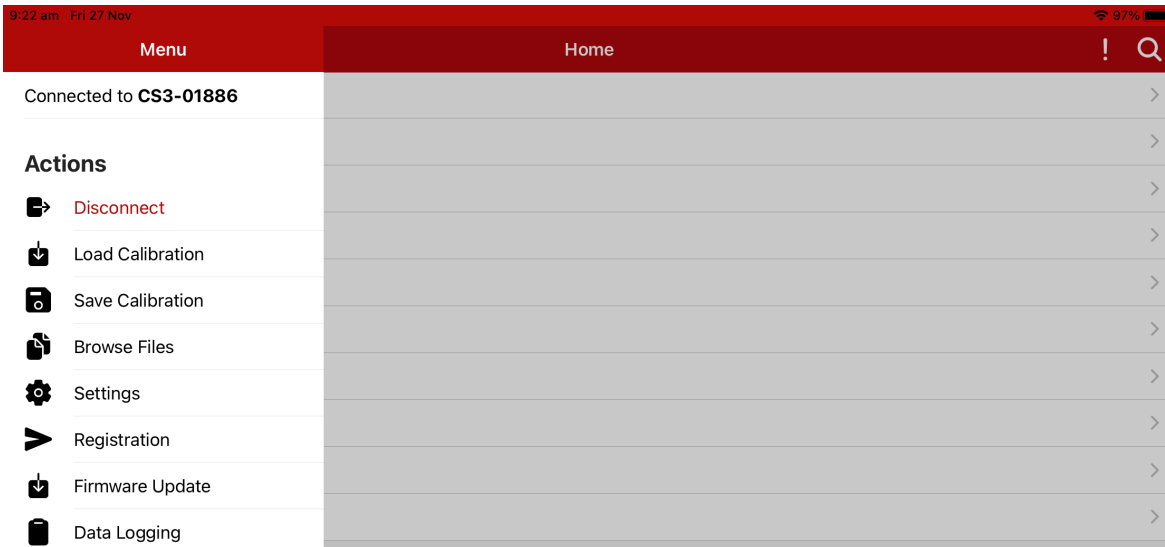 9:22 am Fri 27 Nov 97%
Menu
Home
Connected to CS3-01886
Actions
Disconnect
Load Calibration
Save Calibration
Browse Files
Settings
Registration
Firmware Update
Data Logging